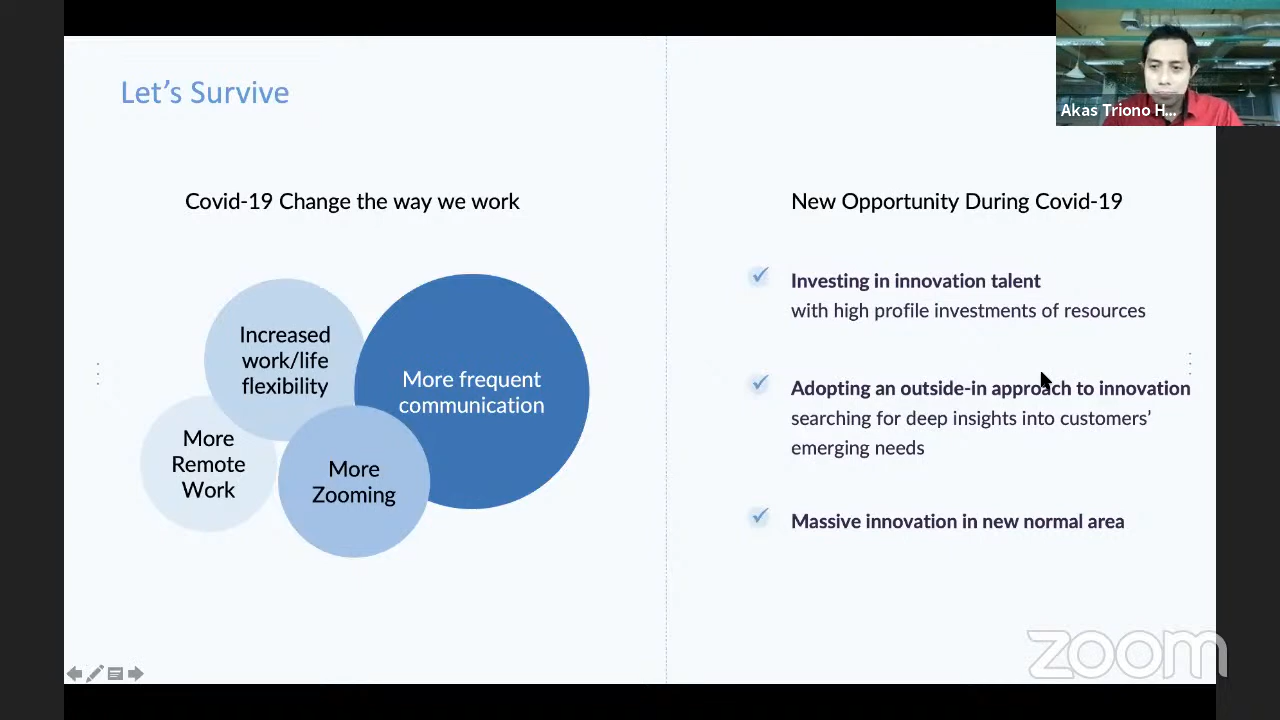 Let's Survive
Akas Triono H...
Covid-19 Change the way we work
Increased
work/life
flexibility
More frequent
communication
More
Remote
Work
More
Zooming
New Opportunity During Covid-19
Investing in innovation talent
with high profile investments of resources
Adopting an outside-in approach to innovation
searching for deep insights into customers'
emerging needs
Massive innovation in new normal area
zoom